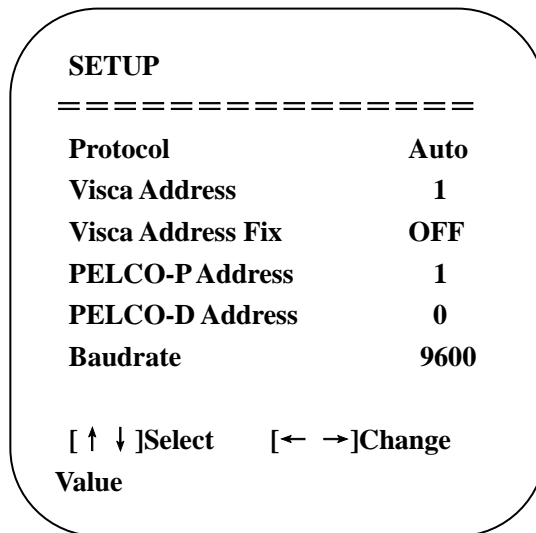 SETUP
===============
Protocol Auto
Visca Address 1
Visca Address Fix OFF
PELCO-P Address 1
PELCO-D Address 0
Baudrate 9600
[ ↑ ↓ ]Select [← →]Change
Value